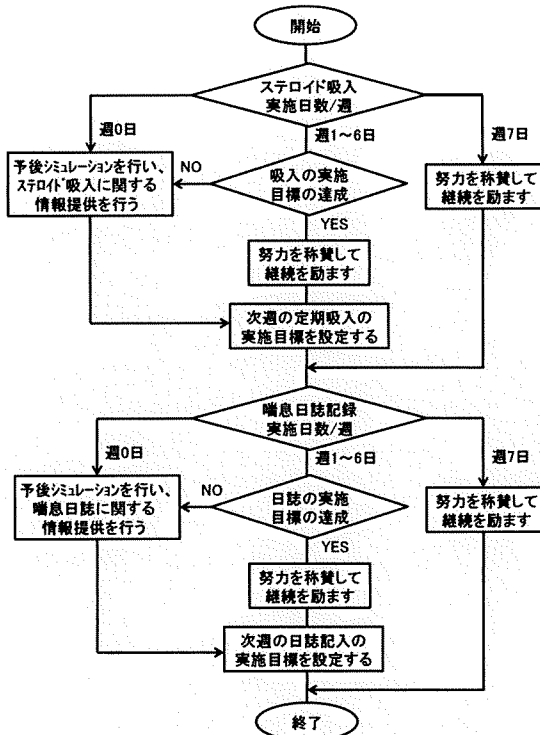 開始
ステロイド吸入
実施日数/週
週0日
週1～6日
週7日
予後シミュレーションを行い、
ステロイド吸入に関する
情報提供を行う
NO
吸入の実施
目標の達成
努力を称賛して
継続を励ます
YES
努力を称賛して
継続を励ます
次週の定期吸入の
実施目標を設定する
喘息日誌記録
実施日数/週
週0日
週1～6日
週7日
予後シミュレーションを行い、
喘息日誌に関する
情報提供を行う
NO
日誌の実施
目標の達成
努力を称賛して
継続を励ます
YES
努力を称賛して
継続を励ます
次週の日誌記入の
実施目標を設定する
終了